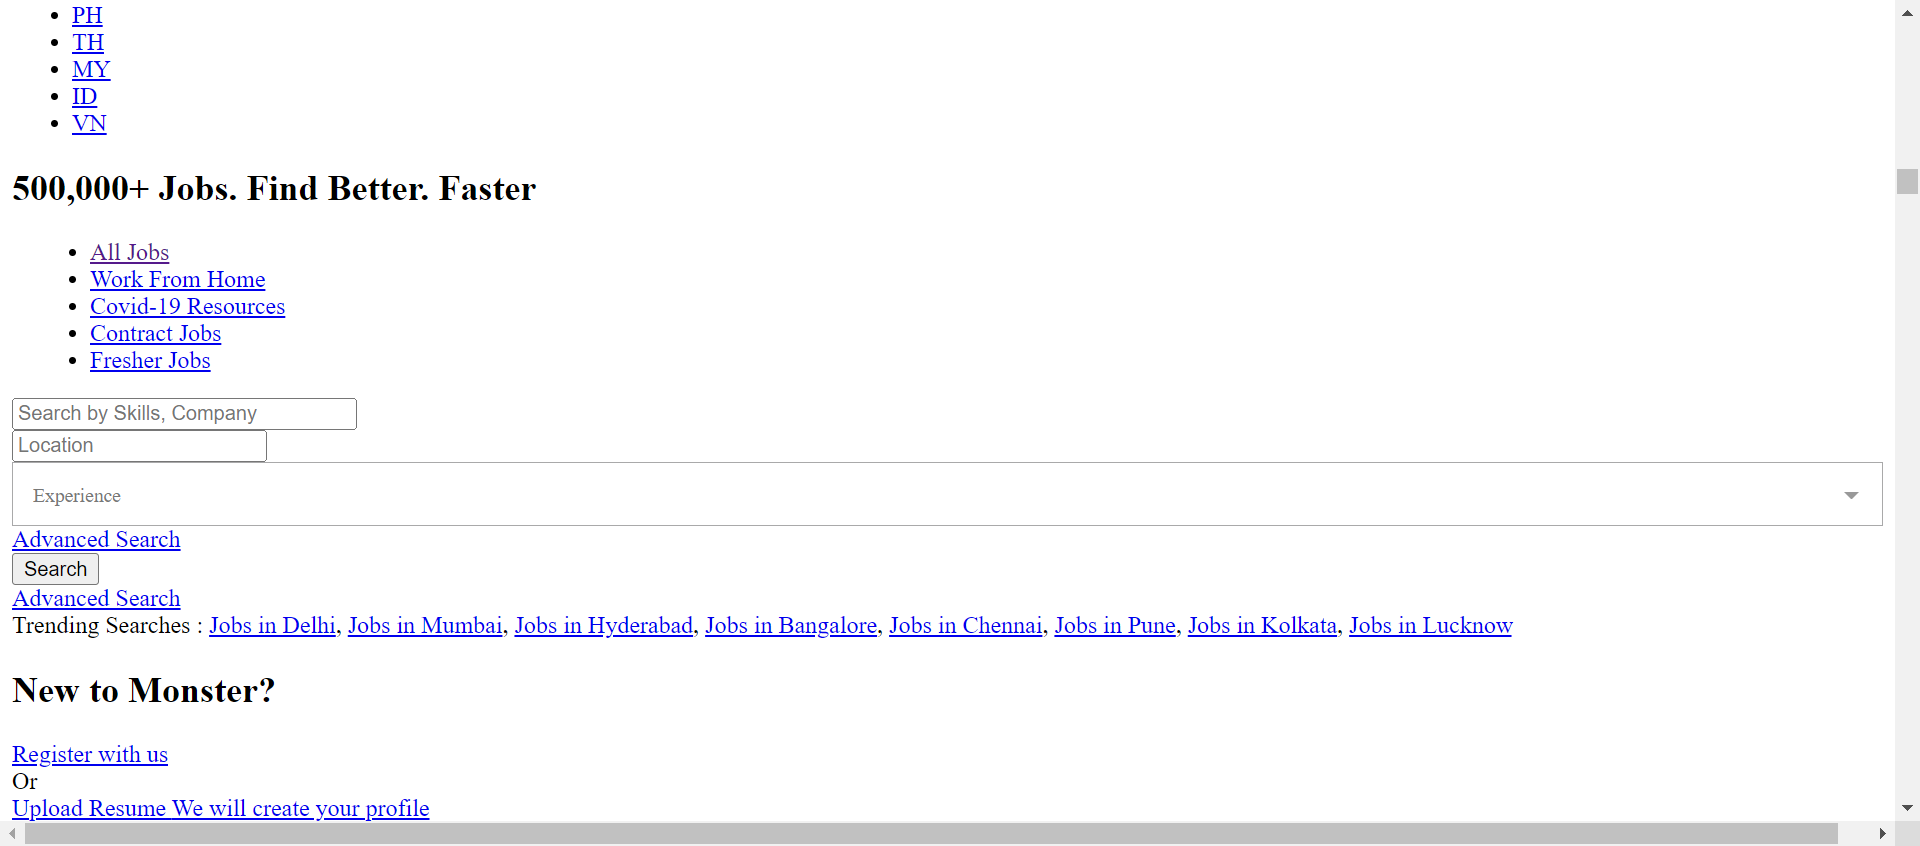 PH
TH
MY
ID
VN
500,000+ Jobs. Find Better. Faster
All Jobs
Work From Home
Covid-19 Resources
Contract Jobs
Fresher Jobs
Search by Skills, Company
Location
Experience
Advanced Search
Search
Advanced Search
Trending Searches : Jobs in Delhi, Jobs in Mumbai, Jobs in Hyderabad, Jobs in Bangalore, Jobs in Chennai, Jobs in Pune, Jobs in Kolkata, Jobs in Lucknow
New to Monster?
Register with us
Or
Upload Resume We will create your profile